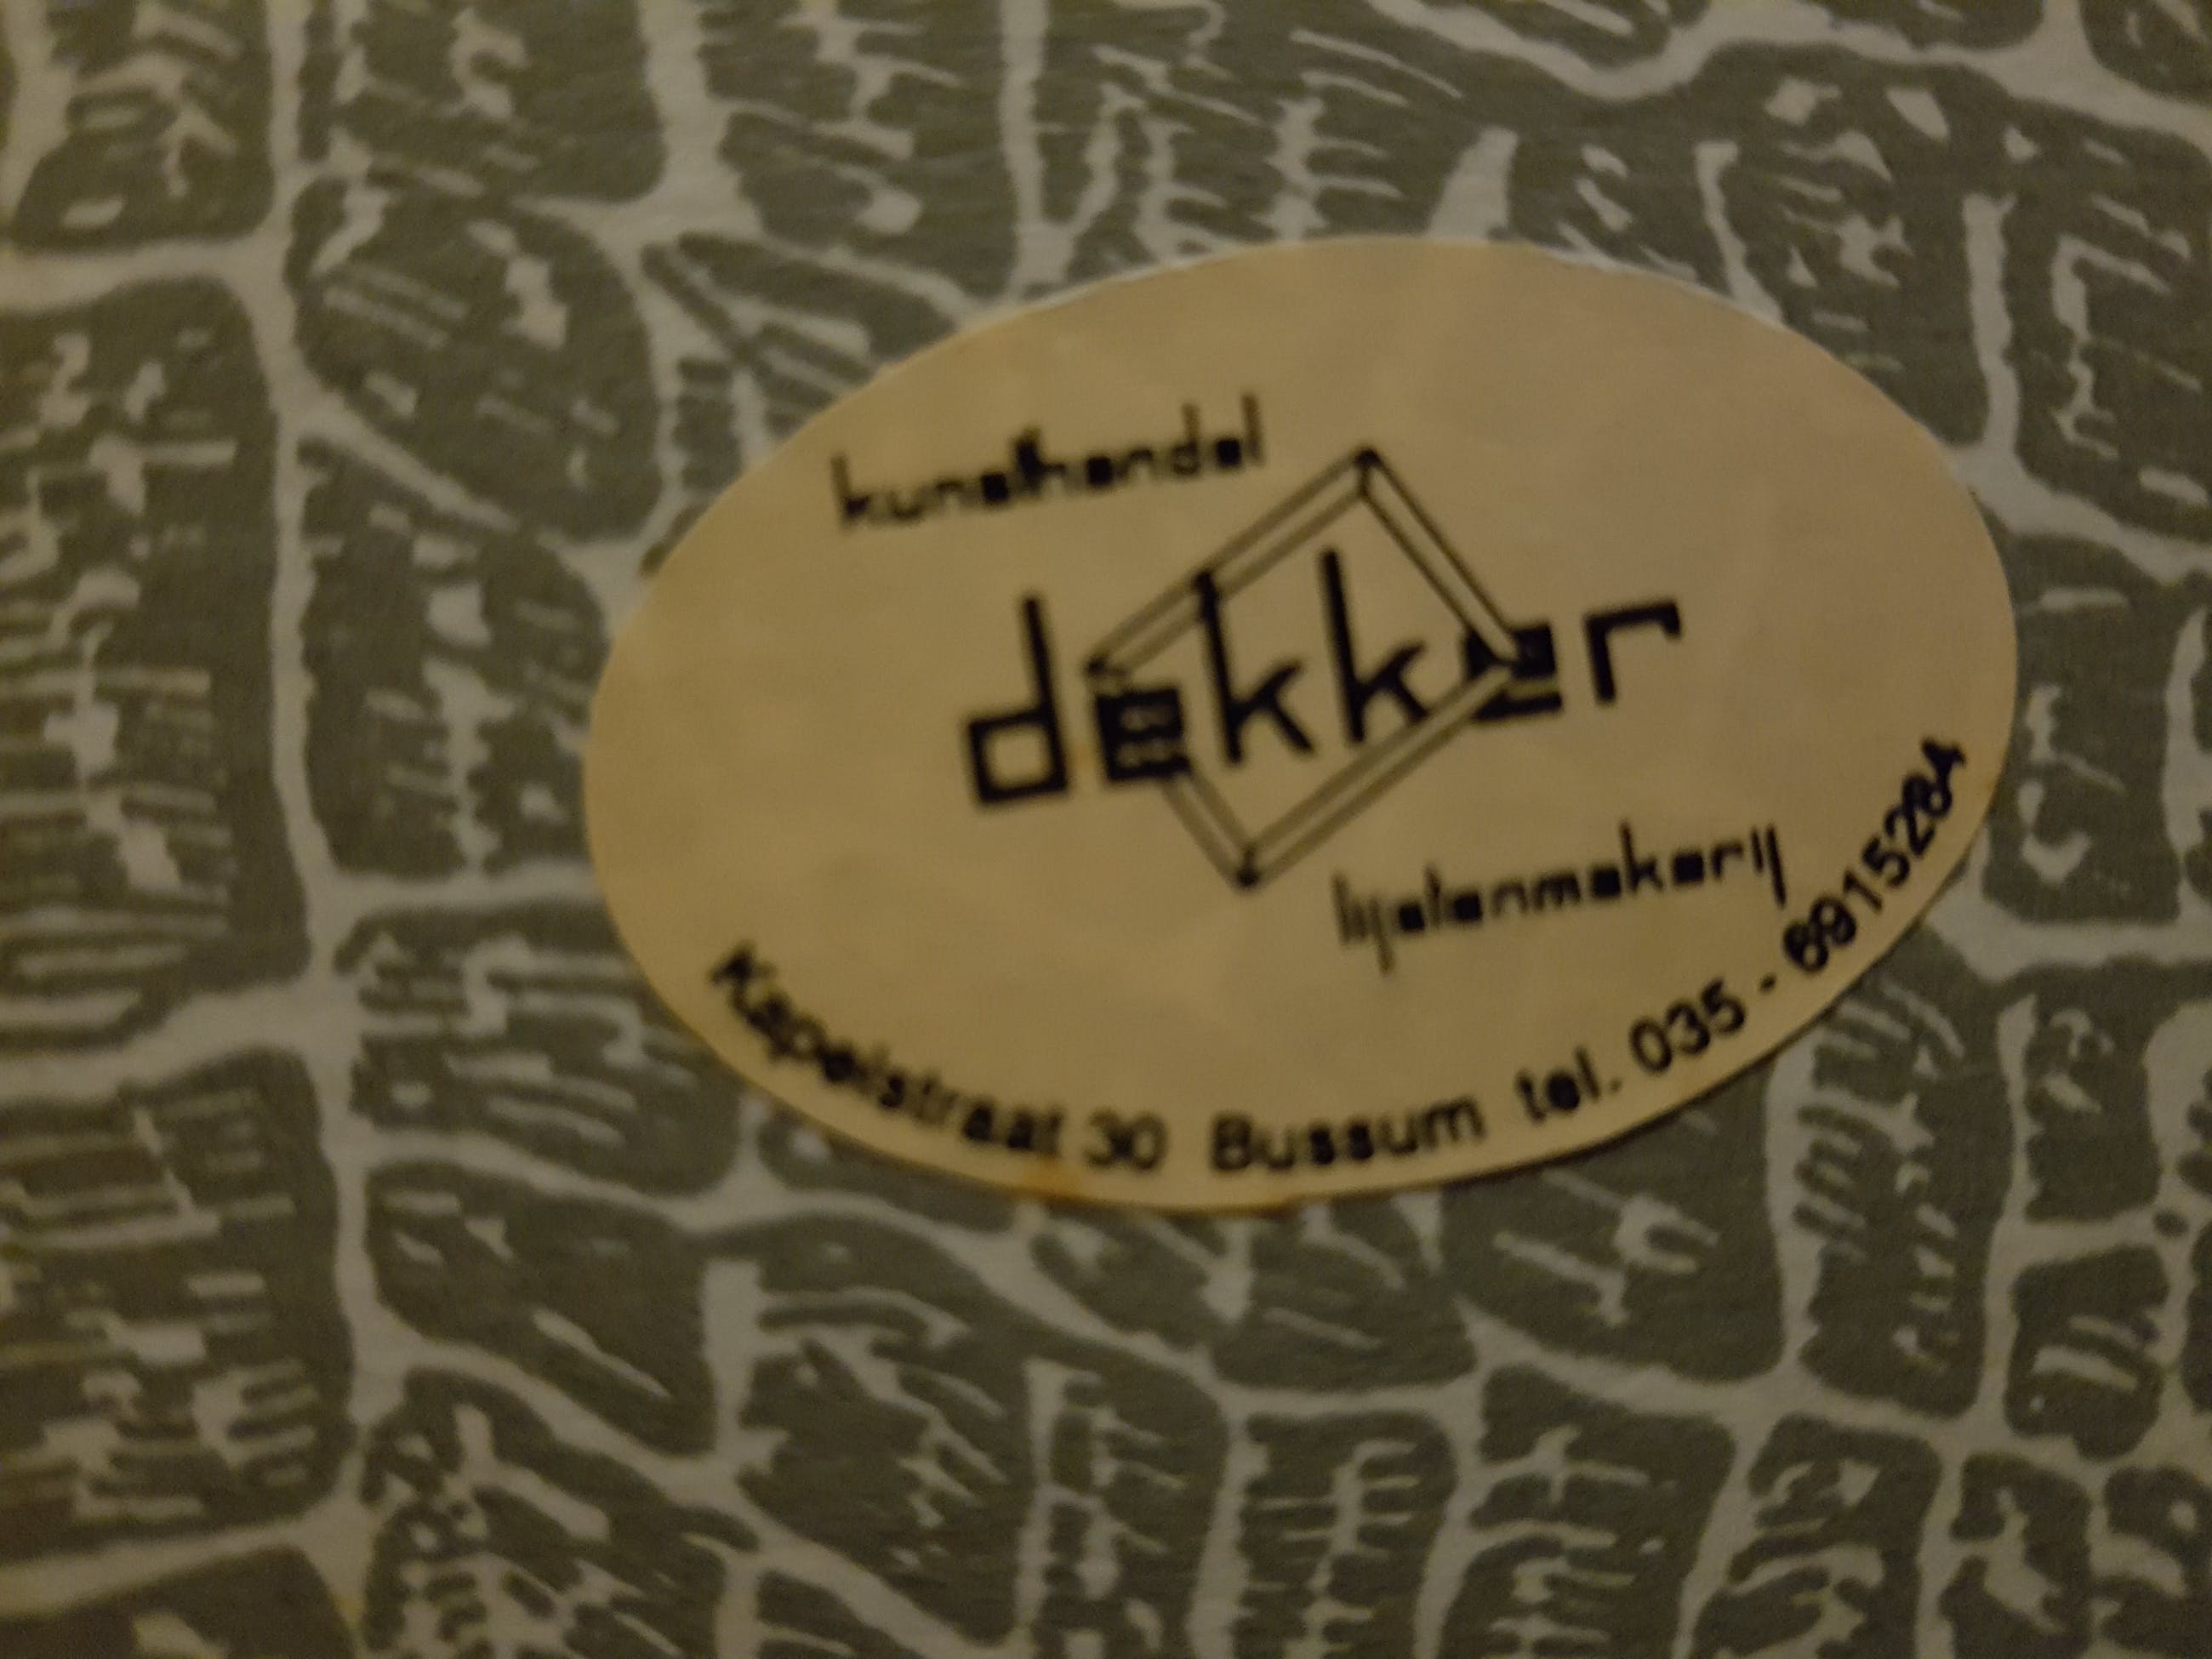 kunsthandel
dekker
lijstenmakerij
Kapelstraat 30 Bussum tel. 035 - 6915284